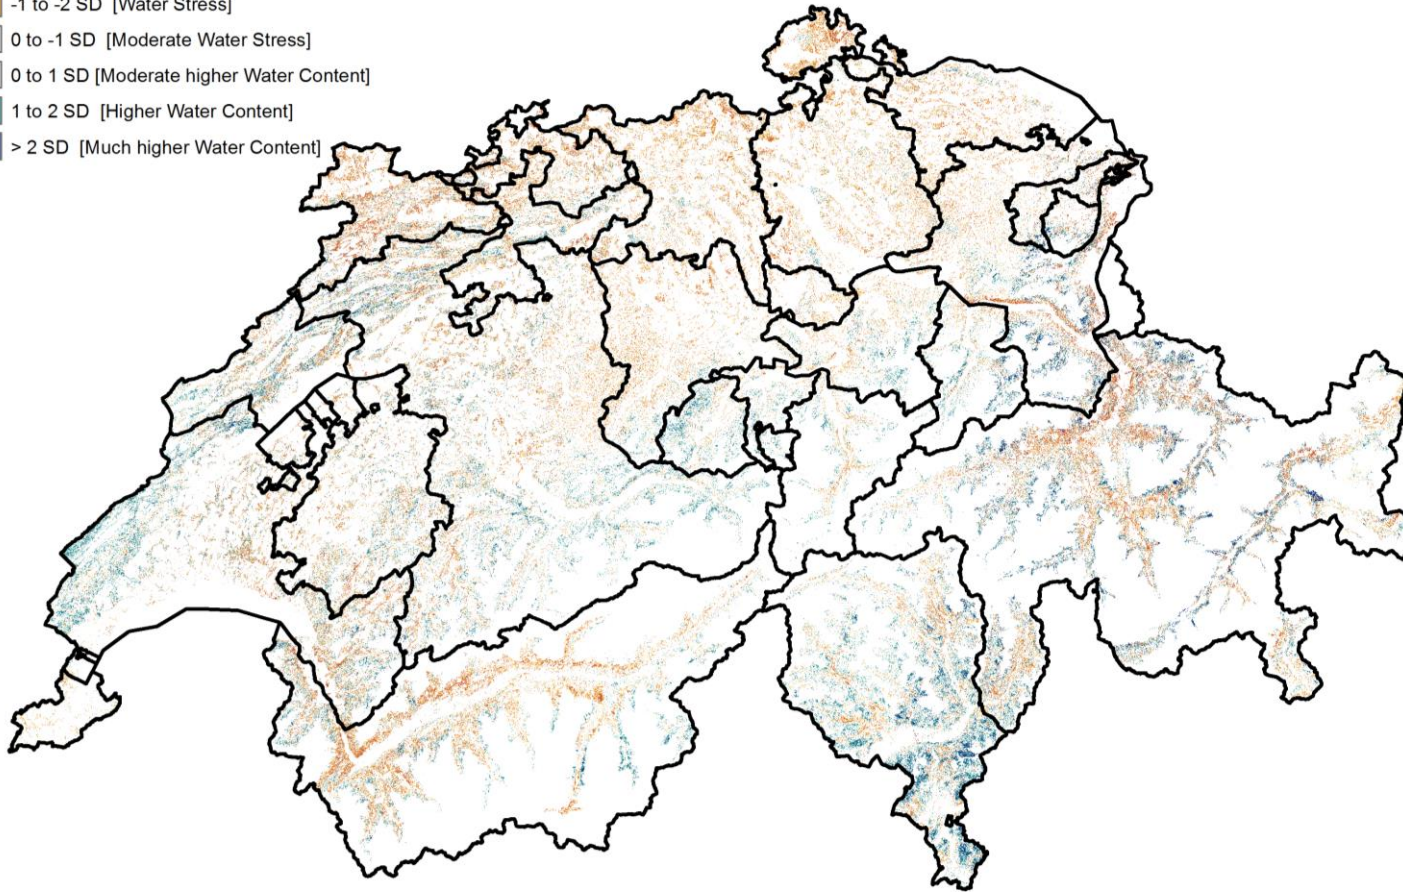 -1 to -2 SD [Water Stress]
0 to -1 SD [Moderate Water Stress]
0 to 1 SD [Moderate higher Water Content]
1 to 2 SD [Higher Water Content]
> 2 SD [Much higher Water Content]